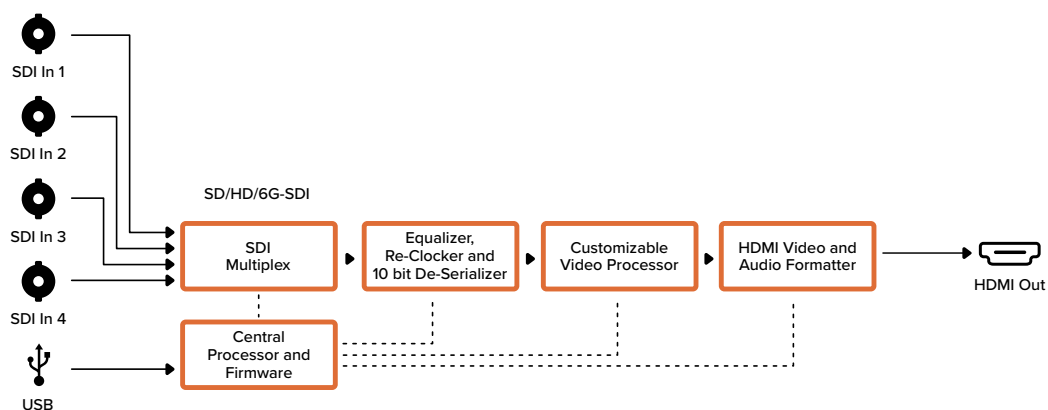 SDI In 1
SDI In 2
SDI In 3
SDI In 4
USB
SD/HD/6G-SDI
SDI
Multiplex
Equalizer,
Re-Clocker and
10 bit De-Serializer
Customizable
Video Processor
HDMI Video and
Audio Formatter
HDMI Out
Central
Processor and
Firmware